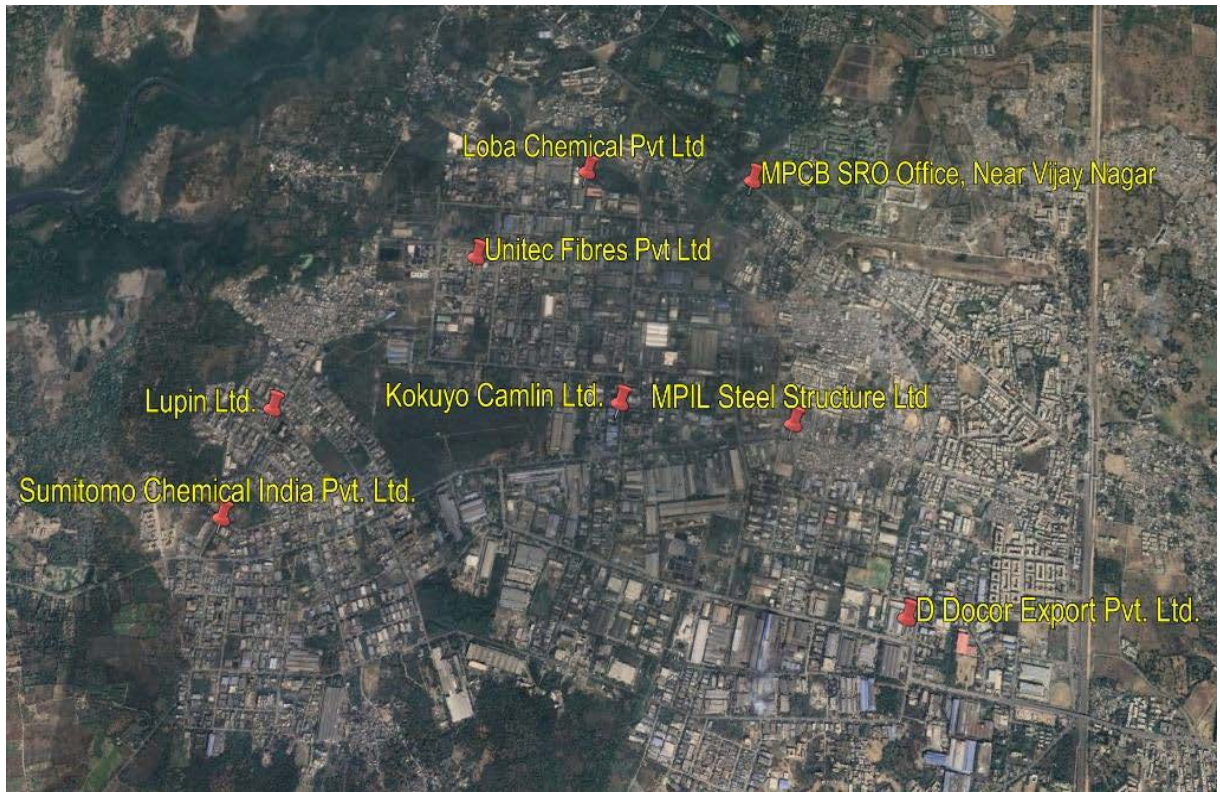 Loba Chemical Pvt Ltd
MPCB SRO Office, Near Vijay Nagar
Unitec Fibres Pvt Ltd
Lupin Ltd.
Kokuyo Camlin Ltd.
MPIL Steel Structure Ltd
Sumitomo Chemical India Pvt. Ltd.
D Docor Export Pvt. Ltd.